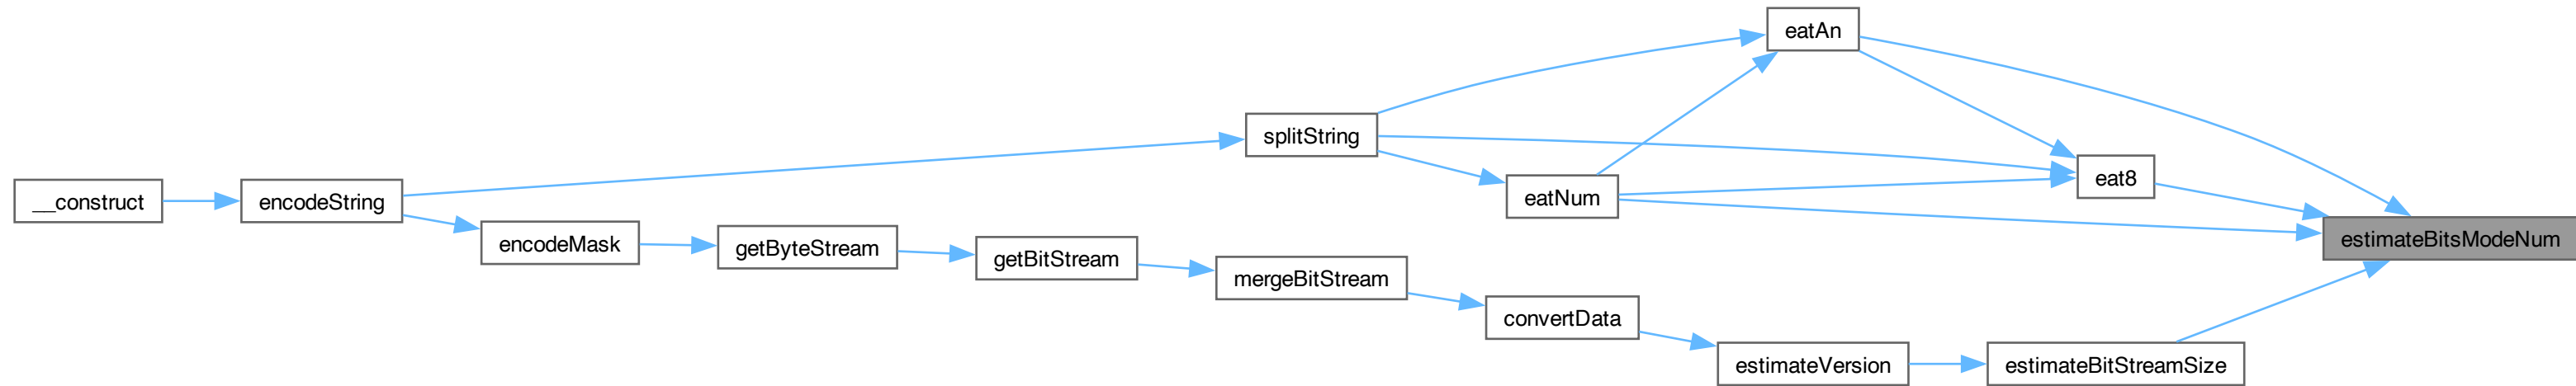 eatAn
splitString
eat8
__construct
encodeString
eatNum
encodeMask
getByteStream
getBitStream
mergeBitStream
estimateBitsModeNum
convertData
estimateVersion
estimateBitStreamSize